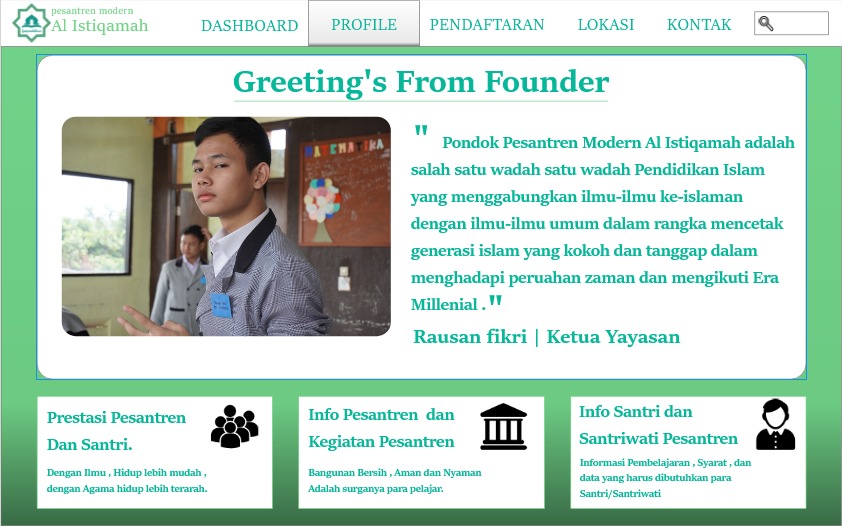 pesantren modern
Al Istiqamah
DASHBOARD PROFILE PENDAFTARAN LOKASI KONTAK
Greeting's From Founder
MATEMATIKA
" Pondok Pesantren Modern Al Istiqamah adalah
salah satu wadah satu wadah Pendidikan Islam
yang menggabungkan ilmu-ilmu ke-islaman
dengan ilmu-ilmu umum dalam rangka mencetak
generasi islam yang kokoh dan tanggap dalam
menghadapi peruahan zaman dan mengikuti Era
Millenial ."
Rausan fikri | Ketua Yayasan
Prestasi Pesantren
Dan Santri.
Dengan Ilmu , Hidup lebih mudah ,
dengan Agama hidup lebih terarah.
Info Pesantren dan
Kegiatan Pesantren
Bangunan Bersih , Aman dan Nyaman
Adalah surganya para pelajar.
Info Santri dan
Santriwati Pesantren
Informasi Pembelajaran , Syarat , dan
data yang harus dibutuhkan para
Santri/Santriwati